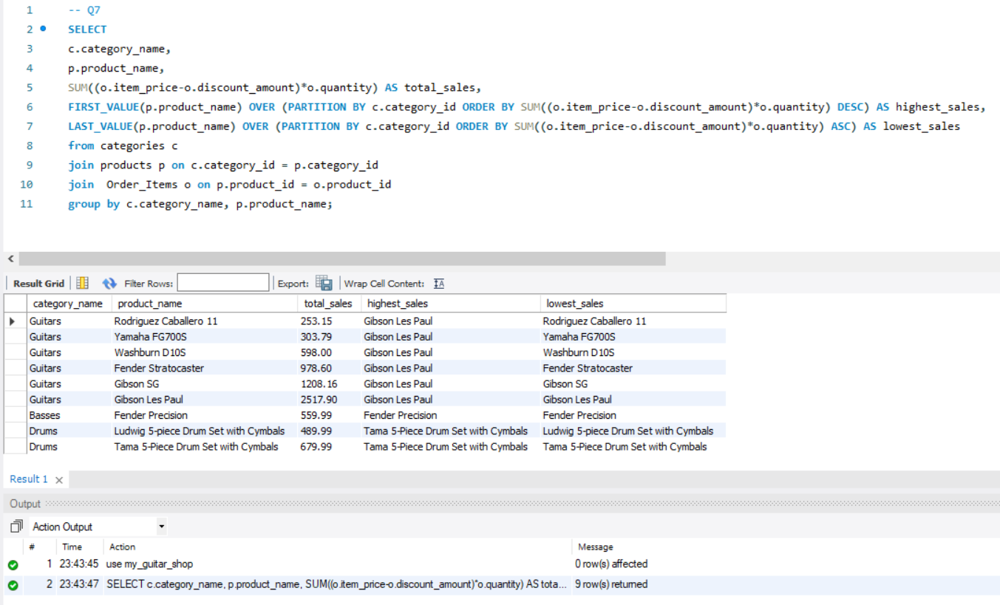 1 -- Q7
2 SELECT
3 c.category_name,
4 p.product_name,
5 SUM((o.item_price-o.discount_amount)*o.quantity) AS total_sales,
6 FIRST_VALUE(p.product_name) OVER (PARTITION BY c.category_id ORDER BY SUM((o.item_price-o.discount_amount)*o.quantity) DESC) AS highest_sales,
7 LAST_VALUE(p.product_name) OVER (PARTITION BY c.category_id ORDER BY SUM((o.item_price-o.discount_amount)*o.quantity) ASC) AS lowest_sales
8 from categories c
9 join products p on c.category_id = p.category_id
10 join Order_Items o on p.product_id = o.product_id
11 group by c.category_name, p.product_name;
Result Grid Filter Rows: Export: Wrap Cell Content: IA
category_name product_name total_sales highest_sales lowest_sales
Guitars Rodriguez Caballero 11 253.15 Gibson Les Paul Rodriguez Caballero 11
Guitars Yamaha FG700S 303.79 Gibson Les Paul Yamaha FG700S
Guitars Washburn D10S 598.00 Gibson Les Paul Washburn D10S
Guitars Fender Stratocaster 978.60 Gibson Les Paul Fender Stratocaster
Guitars Gibson SG 1208.16 Gibson Les Paul Gibson SG
Guitars Gibson Les Paul 2517.90 Gibson Les Paul Gibson Les Paul
Basses Fender Precision 559.99 Fender Precision Fender Precision
Drums Ludwig 5-piece Drum Set with Cymbals 489.99 Tama 5-Piece Drum Set with Cymbals Ludwig 5-piece Drum Set with Cymbals
Drums Tama 5-Piece Drum Set with Cymbals 679.99 Tama 5-Piece Drum Set with Cymbals Tama 5-Piece Drum Set with Cymbals
Result 1
Output
Action Output
# Time Action Message
1 23:43:45 use my_guitar_shop 0 row(s) affected
2 23:43:47 SELECT c.category_name, p.product_name, SUM((o.item_price-o.discount_amount)*o.quantity) AS tota... 9 row(s) returned